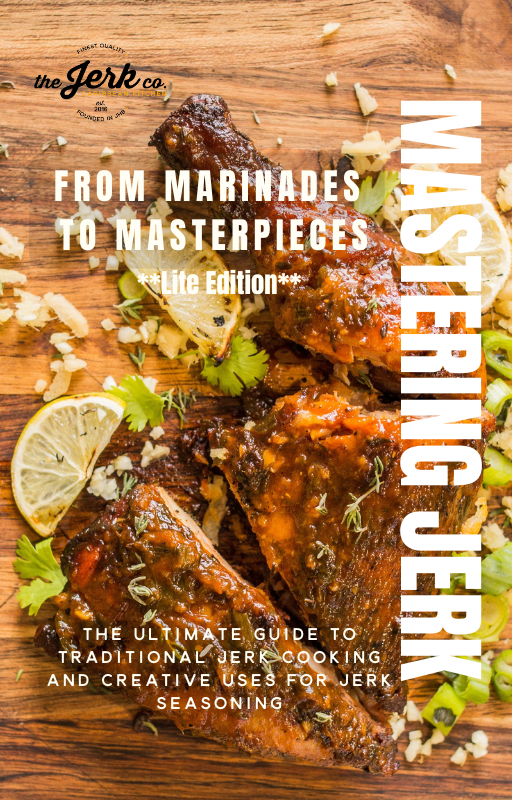 FINEST QUALITY
the Jerk co.
est.
2016
FOUNDED IN JHB
FROM MARINADES
TO MASTERPIECES
**Lite Edition**
MASTERING JERK
THE ULTIMATE GUIDE TO
TRADITIONAL JERK COOKING
AND CREATIVE USES FOR JERK
SEASONING